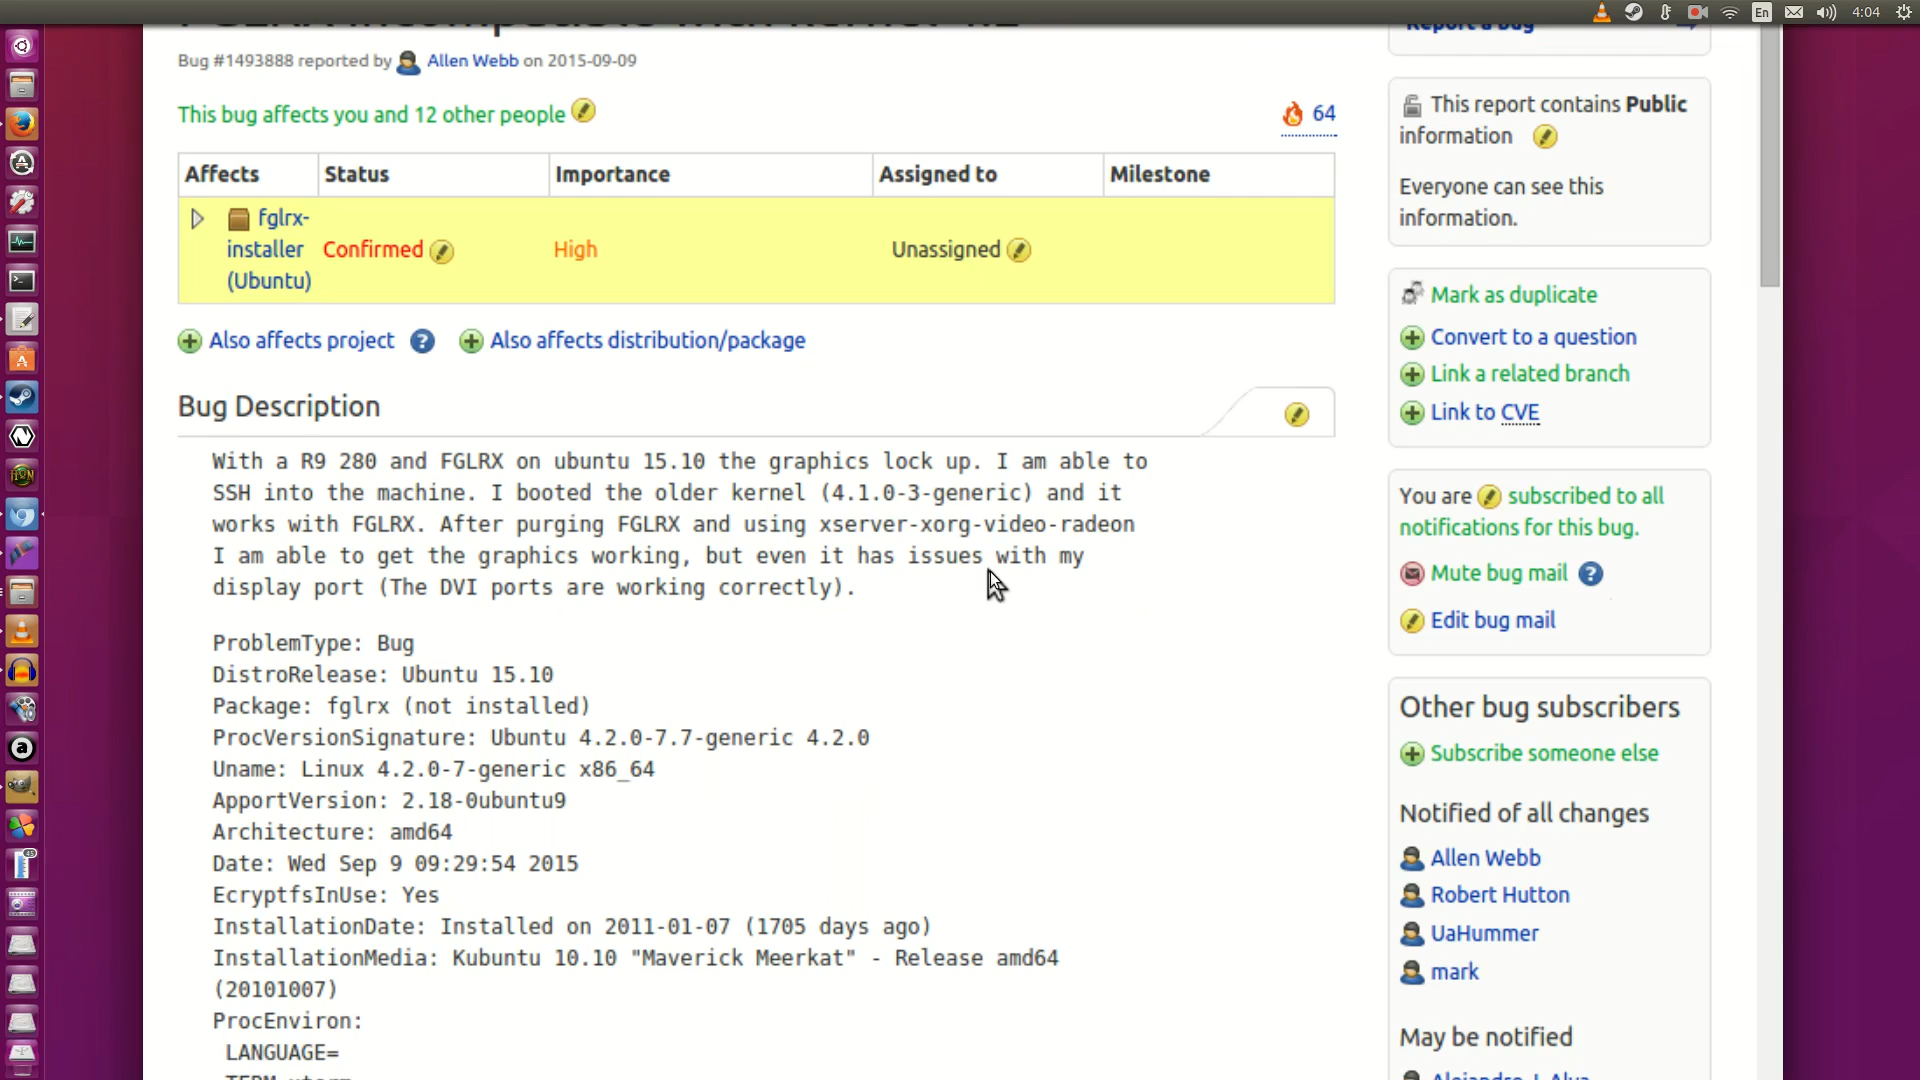 En 4:04
Bug #1493888 reported by Allen Webb on 2015-09-09
This bug affects you and 12 other people
64
Affects Status Importance Assigned to Milestone
fglrx-
installer Confirmed High Unassigned
(Ubuntu)
Also affects project Also affects distribution/package
Bug Description
With a R9 280 and FGLRX on ubuntu 15.10 the graphics lock up. I am able to
SSH into the machine. I booted the older kernel (4.1.0-3-generic) and it
works with FGLRX. After purging FGLRX and using xserver-xorg-video-radeon
I am able to get the graphics working, but even it has issues with my
display port (The DVI ports are working correctly).
ProblemType: Bug
DistroRelease: Ubuntu 15.10
Package: fglrx (not installed)
ProcVersionSignature: Ubuntu 4.2.0-7.7-generic 4.2.0
Uname: Linux 4.2.0-7-generic x86_64
ApportVersion: 2.18-0ubuntu9
Architecture: amd64
Date: Wed Sep 9 09:29:54 2015
EcryptfsInUse: Yes
InstallationDate: Installed on 2011-01-07 (1705 days ago)
InstallationMedia: Kubuntu 10.10 "Maverick Meerkat" - Release amd64
(20101007)
ProcEnviron:
LANGUAGE=
Report a bug
This report contains Public
information
Everyone can see this
information.
Mark as duplicate
Convert to a question
Link a related branch
Link to CVE
You are subscribed to all
notifications for this bug.
Mute bug mail
Edit bug mail
Other bug subscribers
Subscribe someone else
Notified of all changes
Allen Webb
Robert Hutton
UaHummer
mark
May be notified